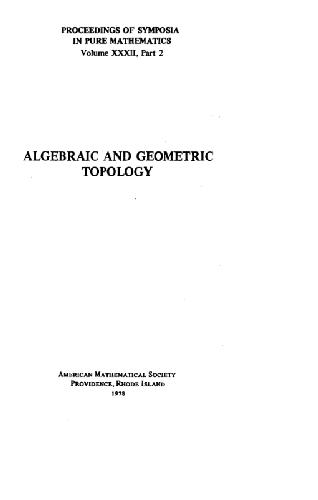 PROCEEDINGS OF SYMPOSIA
IN PURE MATHEMATICS
Volume XXXII, Part 2
ALGEBRAIC AND GEOMETRIC
TOPOLOGY
AMERICAN MATHEMATICAL SOCIETY
PROVIDENCE, RHODE ISLAND
1978